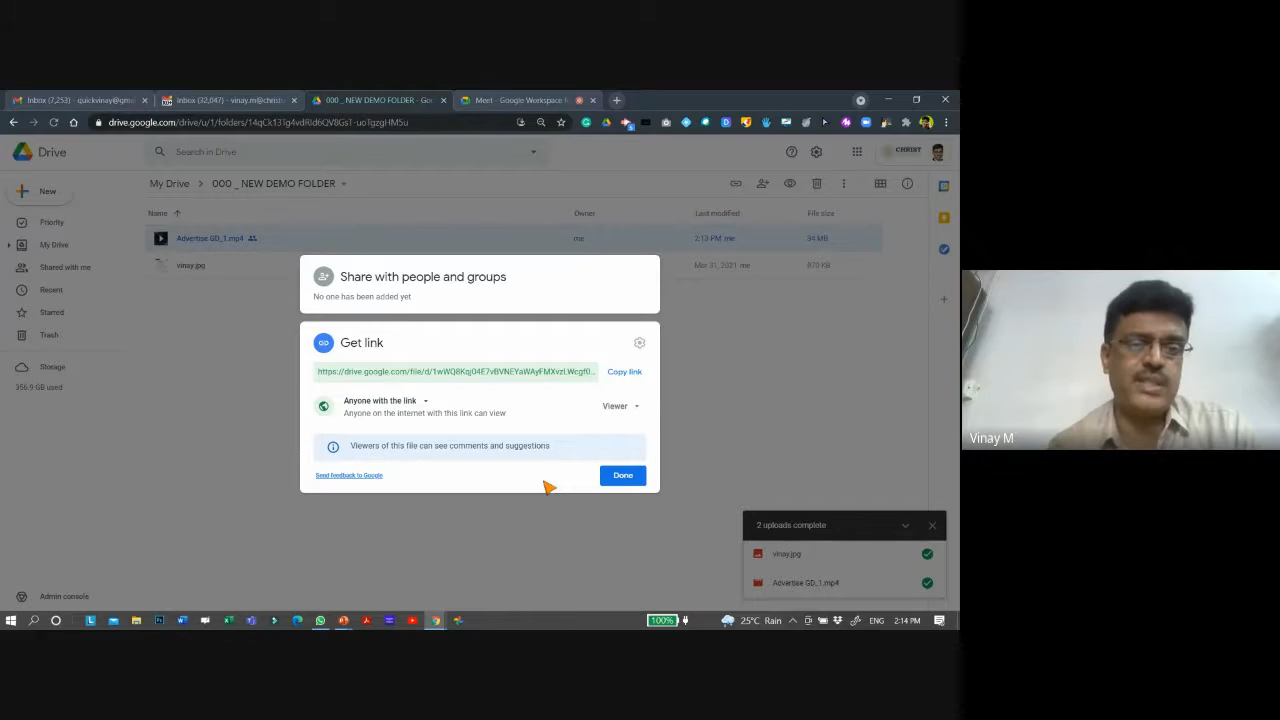 Inbox (7,253) - quickvinay@gma
Inbox (32,047) - vinay.m@christu
000 _ NEW DEMO FOLDER - Goo
Meet - Google Workspace F
drive.google.com/drive/u/1/folders/
Drive
Search in Drive
CHRIST
New
My Drive
000 _ NEW DEMO FOLDER
Name
Owner
Last modified
File size
Priority
My Drive
Shared with me
Recent
Starred
Trash
Storage
356.9 GB used
Admin console
Advertise GD_1.mp4
me
2:13 PM me
34 MB
vinay.jpg
Mar 31, 2021 me
Share with people and groups
No one has been added yet
Get link
Copy link
Anyone with the link
Anyone on the internet with this link can view
Viewer
Viewers of this file can see comments and suggestions
Send feedback to Google
Done
2 uploads complete
vinay.jpg
Advertise GD_1.mp4
Vinay M
100%
25°C Rain
ENG
2:14 PM